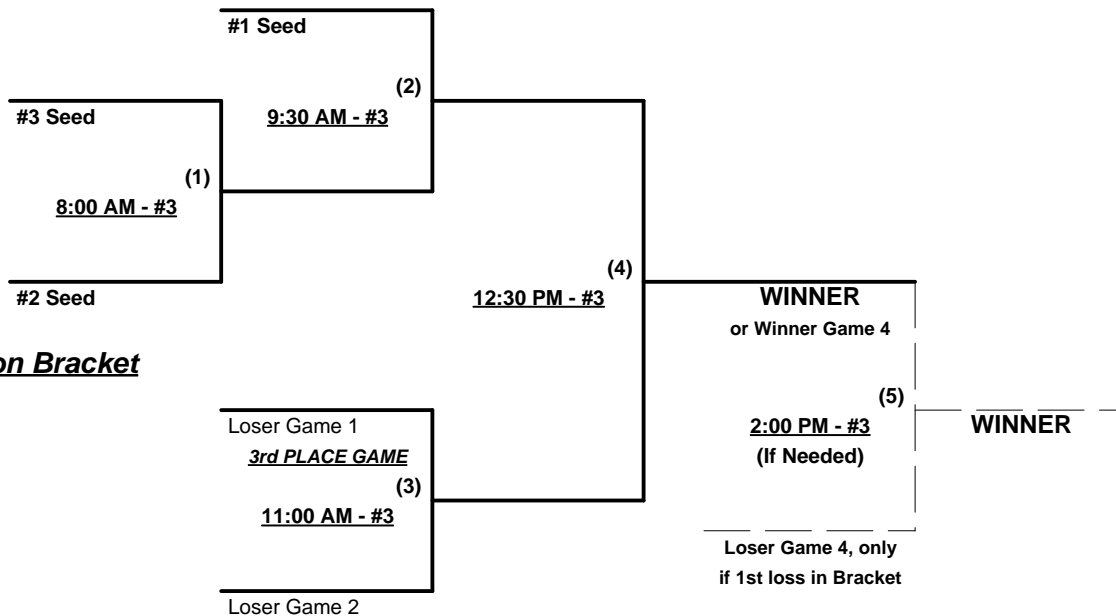 #1 Seed
(2)
#3 Seed
9:30 AM - #3
(1)
8:00 AM - #3
(4)
#2 Seed
12:30 PM - #3
WINNER
or Winner Game 4
on Bracket
(5)
Loser Game 1
2:00 PM - #3
WINNER
3rd PLACE GAME
(If Needed)
(3)
11:00 AM - #3
Loser Game 4, only
if 1st loss in Bracket
Loser Game 2